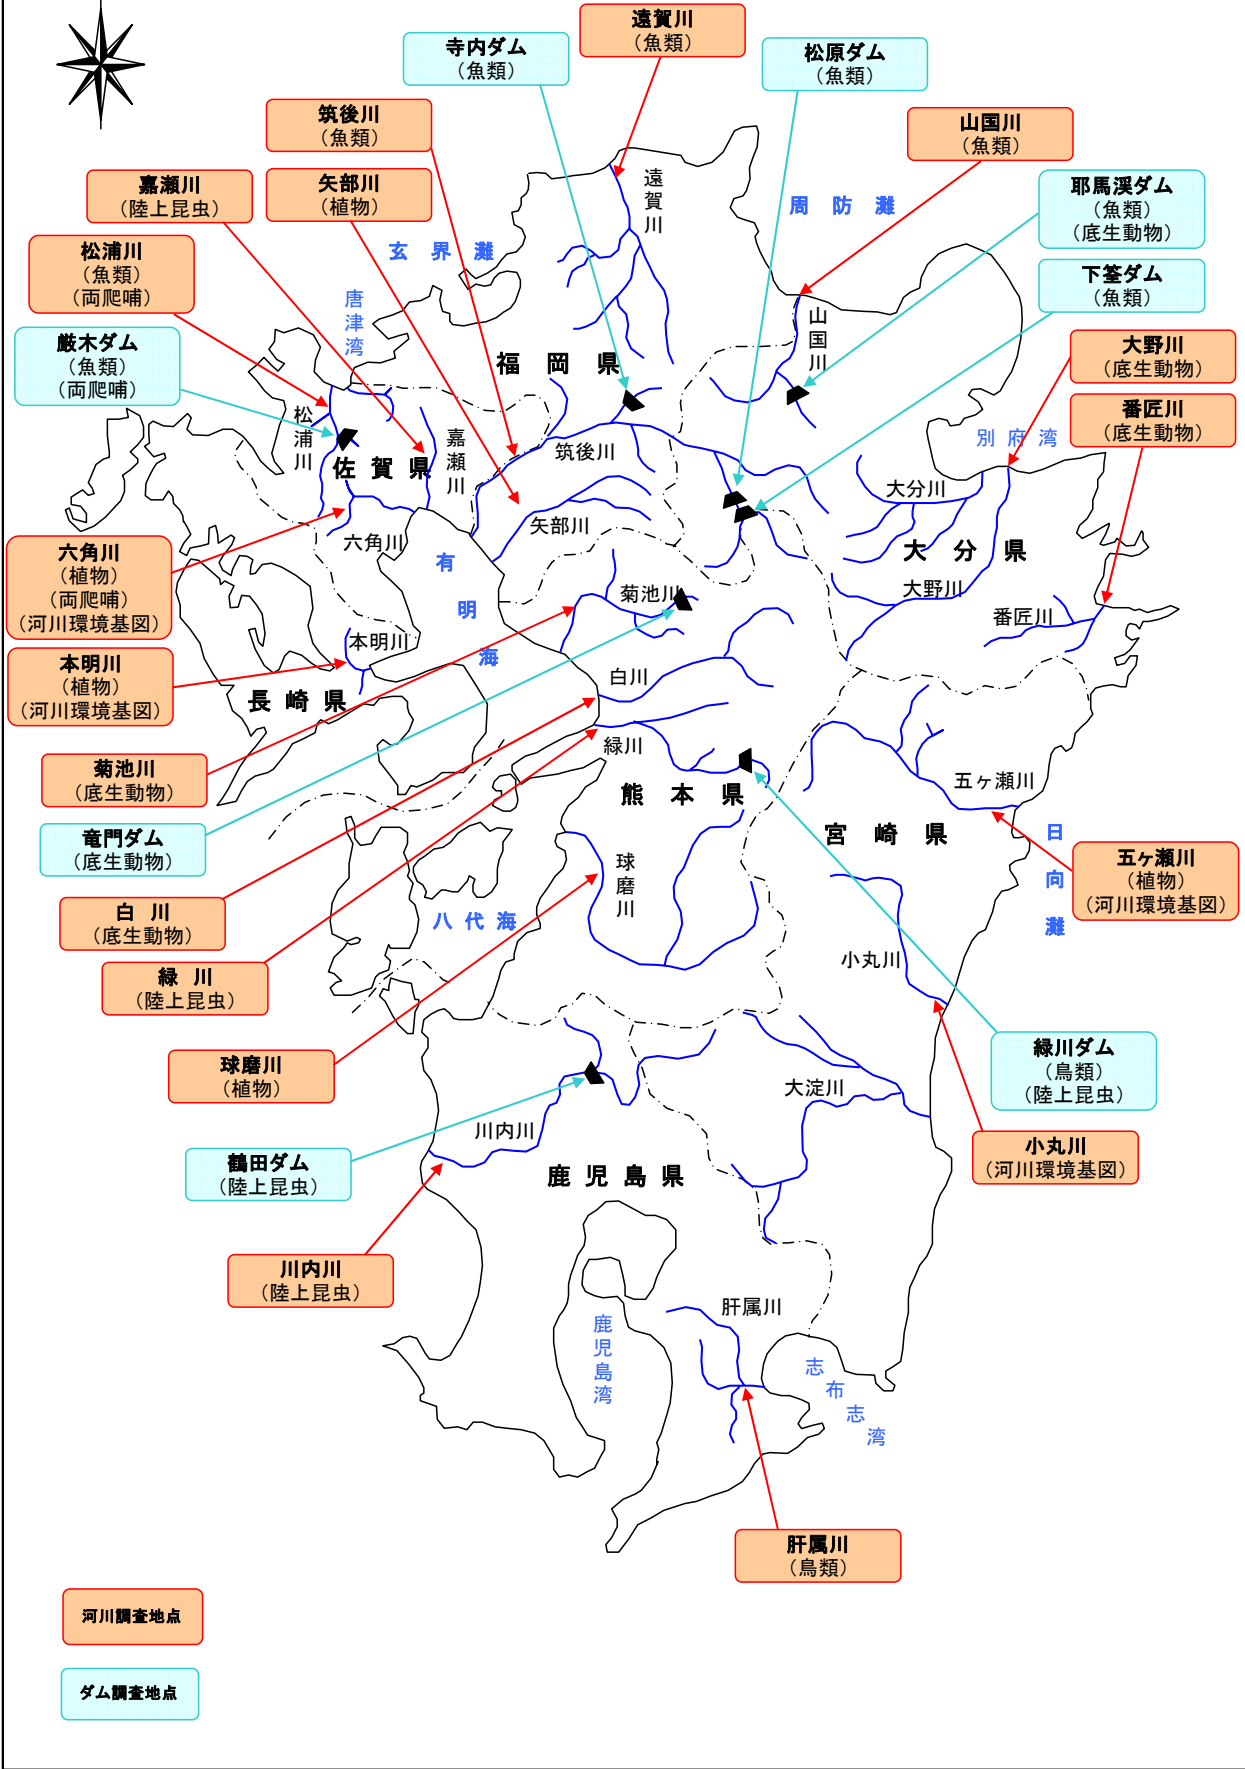 遠賀川
（魚類）
寺内ダム
（魚類）
松原ダム
（魚類）
筑後川
（魚類）
山国川
（魚類）
嘉瀬川
（陸上昆虫）
矢部川
（植物）
耶馬溪ダム
（魚類）
（底生動物）
松浦川
（魚類）
（両爬哺）
下筌ダム
（魚類）
厳木ダム
（魚類）
（両爬哺）
大野川
（底生動物）
番匠川
（底生動物）
六角川
（植物）
（両爬哺）
（河川環境基図）
本明川
（植物）
（河川環境基図）
菊池川
（底生動物）
竜門ダム
（底生動物）
白 川
（底生動物）
緑 川
（陸上昆虫）
球磨川
（植物）
鶴田ダム
（陸上昆虫）
川内川
（陸上昆虫）
五ヶ瀬川
（植物）
（河川環境基図）
緑川ダム
（鳥類）
（陸上昆虫）
小丸川
（河川環境基図）
肝属川
（鳥類）
遠賀川
周 防 灘
玄 界 灘
唐津湾
山国川
福 岡 県
松浦川
嘉瀬川
佐 賀 県
筑後川
別 府 湾
大分川
矢部川
六角川
有明海
大 分 県
菊池川
大野川
番匠川
本明川
長 崎 県
白川
緑川
熊 本 県
五ヶ瀬川
宮 崎 県
日向灘
球磨川
八 代 海
小丸川
大淀川
川内川
鹿 児 島 県
鹿児島湾
肝属川
志布志湾
河川調査地点
ダム調査地点